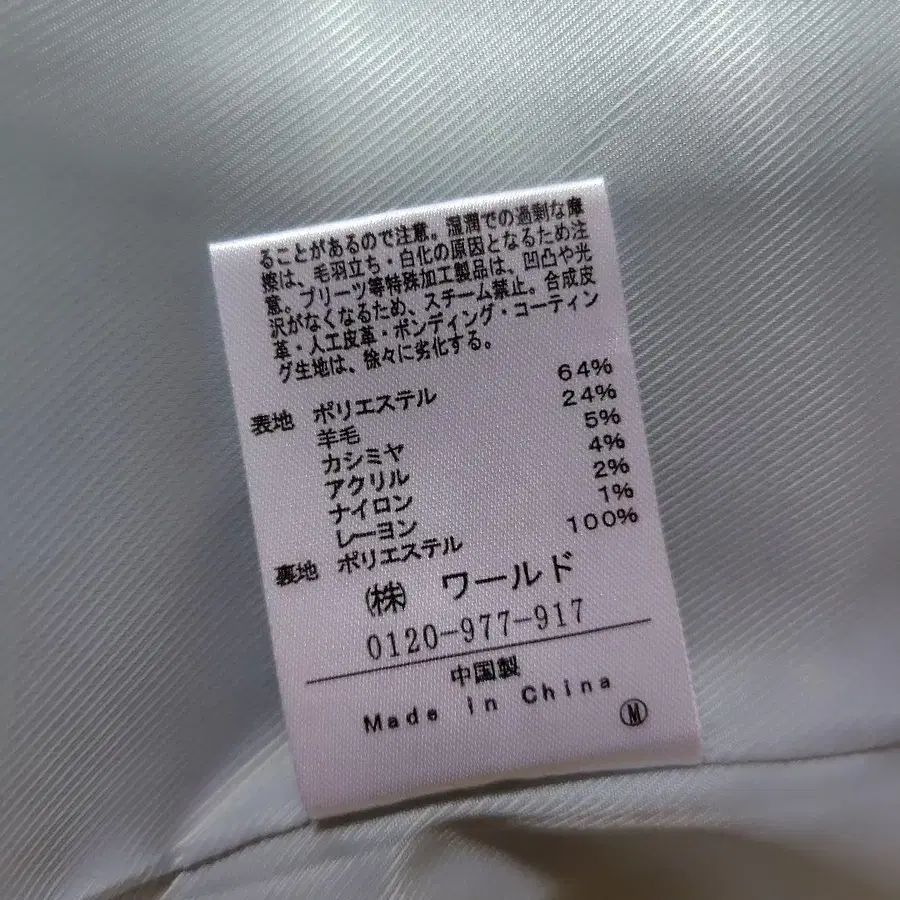 ることがあるので注意。湿潤での過剰な摩
擦は、毛羽立ち・白化の原因となるため注
意。プリーツ等特殊加工製品は、凹凸や光
沢がなくなるため、スチーム禁止。合成皮
革・人工皮革・ボンディング・コーティン
グ生地は、徐々に劣化する。
表地 ポリエステル 64%
羊毛 24%
カシミヤ 5%
アクリル 4%
ナイロン 2%
レーヨン 1%
裏地 ポリエステル 100%
㈱ ワールド
0120-977-917
中国製
Made in China
Ⓜ